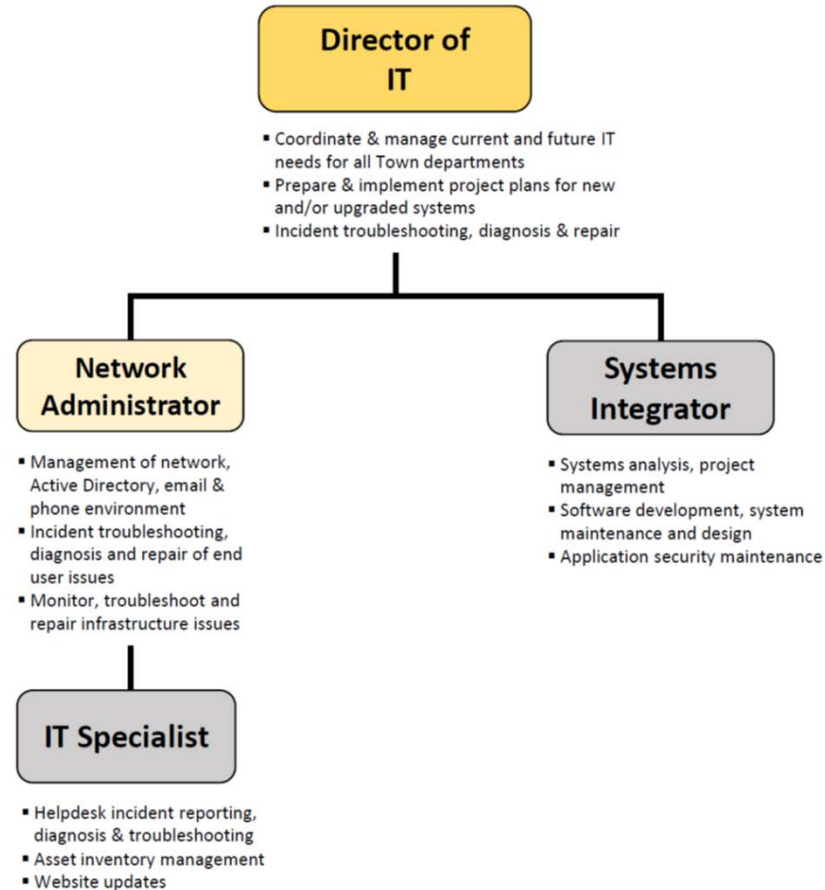 Director of
IT
▪ Coordinate & manage current and future IT
needs for all Town departments
▪ Prepare & implement project plans for new
and/or upgraded systems
▪ Incident troubleshooting, diagnosis & repair
Network
Administrator
▪ Management of network,
Active Directory, email &
phone environment
▪ Incident troubleshooting,
diagnosis and repair of end
user issues
▪ Monitor, troubleshoot and
repair infrastructure issues
Systems
Integrator
▪ Systems analysis, project
management
▪ Software development, system
maintenance and design
▪ Application security maintenance
IT Specialist
▪ Helpdesk incident reporting,
diagnosis & troubleshooting
▪ Asset inventory management
▪ Website updates